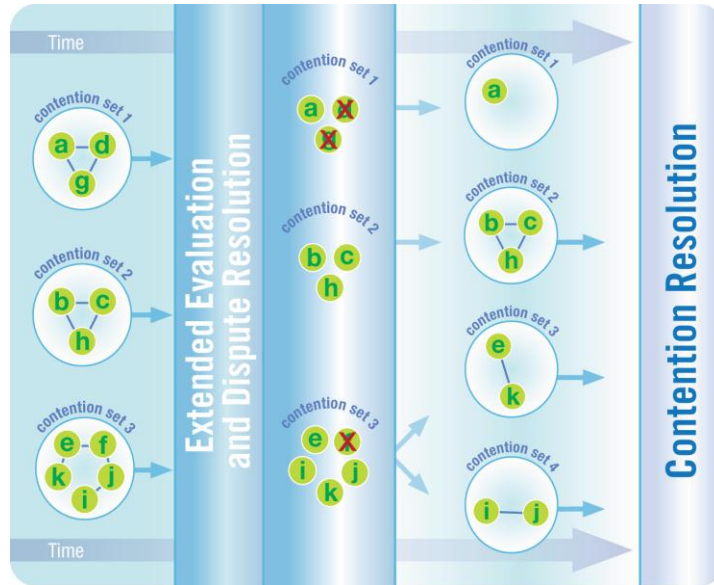 Time
contention set 1
a d
g
contention set 2
b c
h
contention set 3
e f
k j
i
Time
Extended Evaluation
and Dispute Resolution
contention set 1
a d
contention set 2
b c
h
contention set 3
e
i j
k
contention set 1
a
contention set 2
b c
h
contention set 3
e
k
contention set 4
i j
Contention Resolution